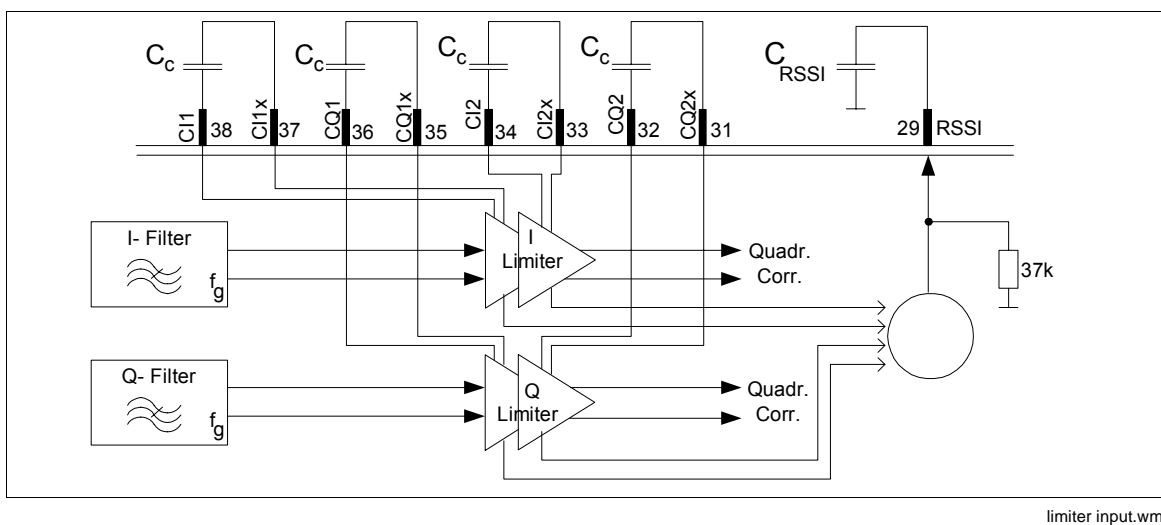 Cc
Cc
Cc
Cc
CRSSI
CI1
38
CI1x
37
CQ1
36
CQ1x
35
CI2
34
CI2x
33
CQ2
32
CQ2x
31
29 RSSI
I- Filter
fg
I
Limiter
Quadr.
Corr.
37k
Q- Filter
fg
Q
Limiter
Quadr.
Corr.
limiter input.wm